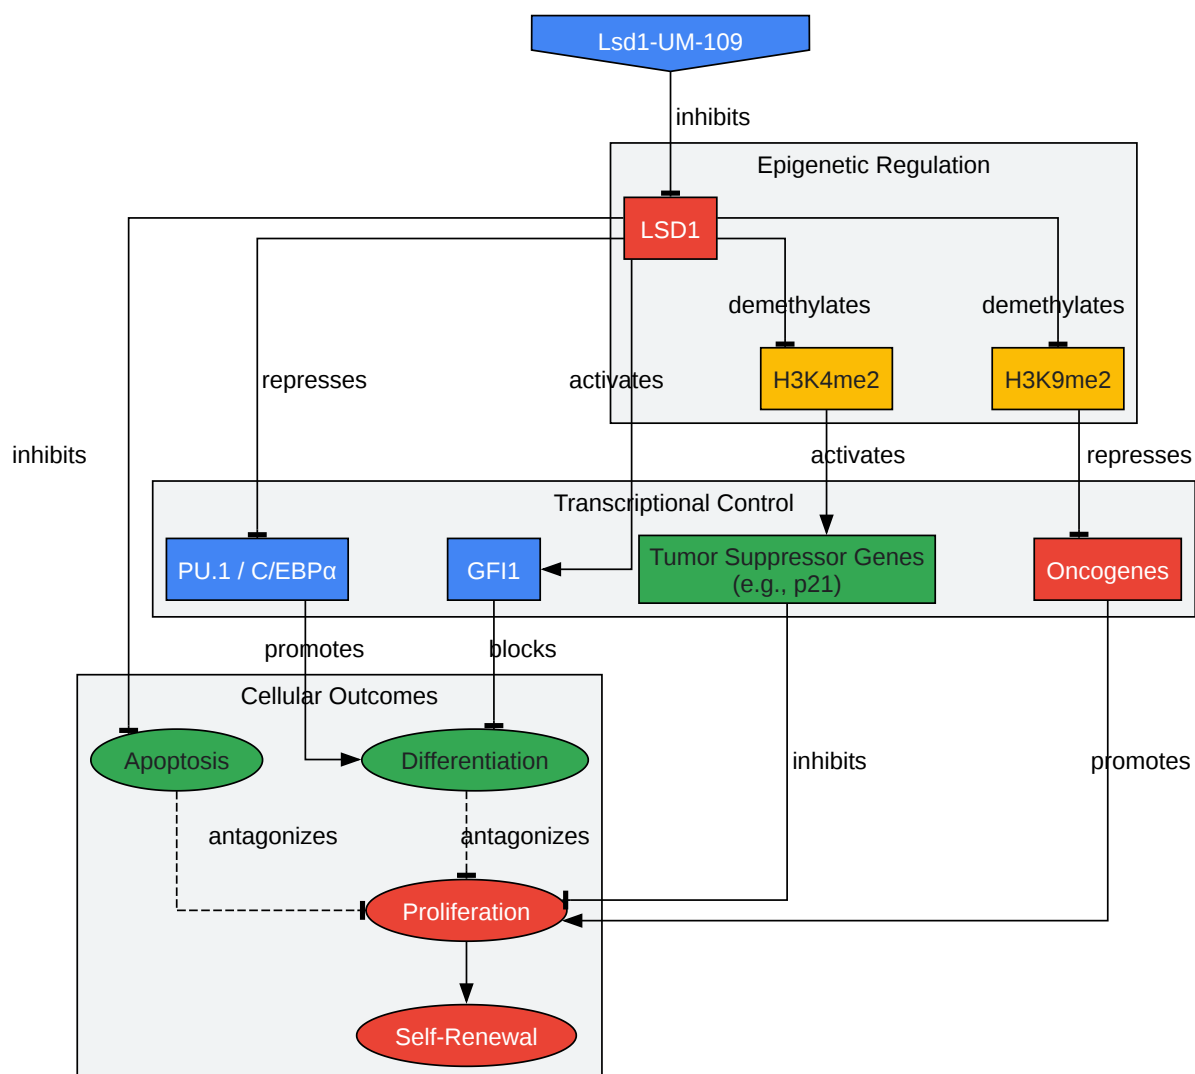 Lsd1-UM-109
inhibits
Epigenetic Regulation
LSD1
demethylates
demethylates
represses
activates
H3K4me2
H3K9me2
inhibits
activates
represses
Transcriptional Control
PU.1 / C/EBPα
GFI1
Tumor Suppressor Genes
(e.g., p21)
Oncogenes
promotes
blocks
Cellular Outcomes
Apoptosis
Differentiation
inhibits
promotes
antagonizes
antagonizes
Proliferation
Self-Renewal